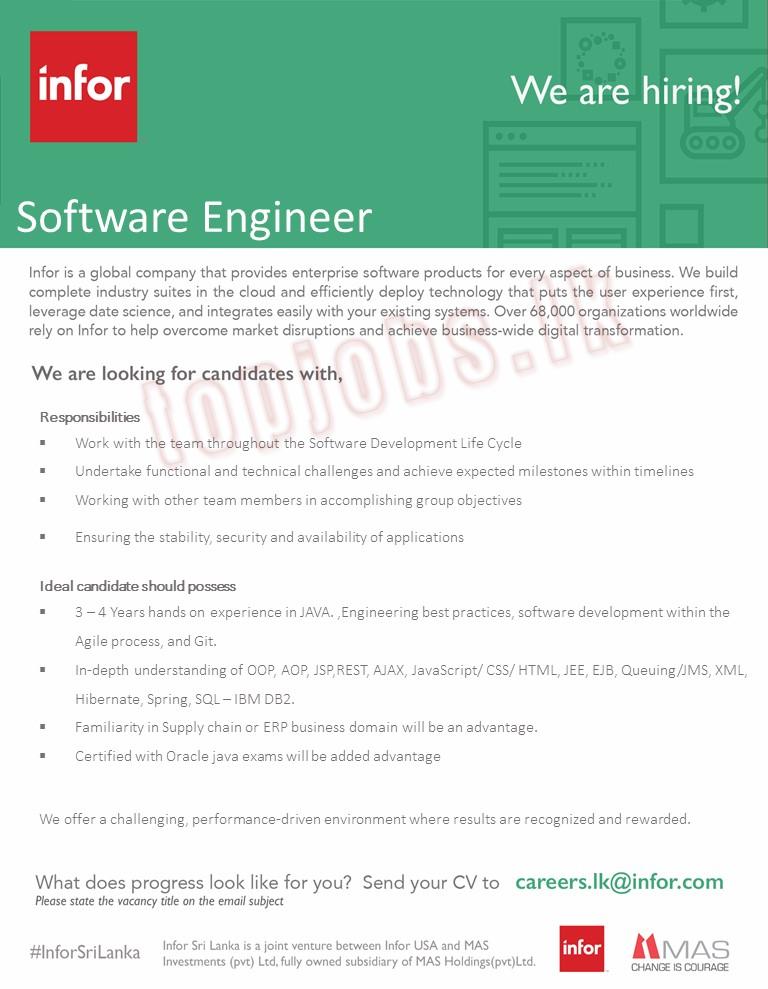 infor
We are hiring!
Software Engineer
Infor is a global company that provides enterprise software products for every aspect of business. We build
complete industry suites in the cloud and efficiently deploy technology that puts the user experience first,
leverage date science, and integrates easily with your existing systems. Over 68,000 organizations worldwide
rely on Infor to help overcome market disruptions and achieve business-wide digital transformation.
topjobs.lk
We are looking for candidates with,
Responsibilities
▪ Work with the team throughout the Software Development Life Cycle
▪ Undertake functional and technical challenges and achieve expected milestones within timelines
▪ Working with other team members in accomplishing group objectives
▪ Ensuring the stability, security and availability of applications
Ideal candidate should possess
▪ 3 – 4 Years hands on experience in JAVA. ,Engineering best practices, software development within the
Agile process, and Git.
▪ In-depth understanding of OOP, AOP, JSP,REST, AJAX, JavaScript/ CSS/ HTML, JEE, EJB, Queuing/JMS, XML,
Hibernate, Spring, SQL – IBM DB2.
▪ Familiarity in Supply chain or ERP business domain will be an advantage.
▪ Certified with Oracle java exams will be added advantage
We offer a challenging, performance-driven environment where results are recognized and rewarded.
What does progress look like for you? Send your CV to careers.lk@infor.com
Please state the vacancy title on the email subject
#InforSriLanka
Infor Sri Lanka is a joint venture between Infor USA and MAS
Investments (pvt) Ltd, fully owned subsidiary of MAS Holdings(pvt)Ltd.
infor
MAS
CHANGE IS COURAGE